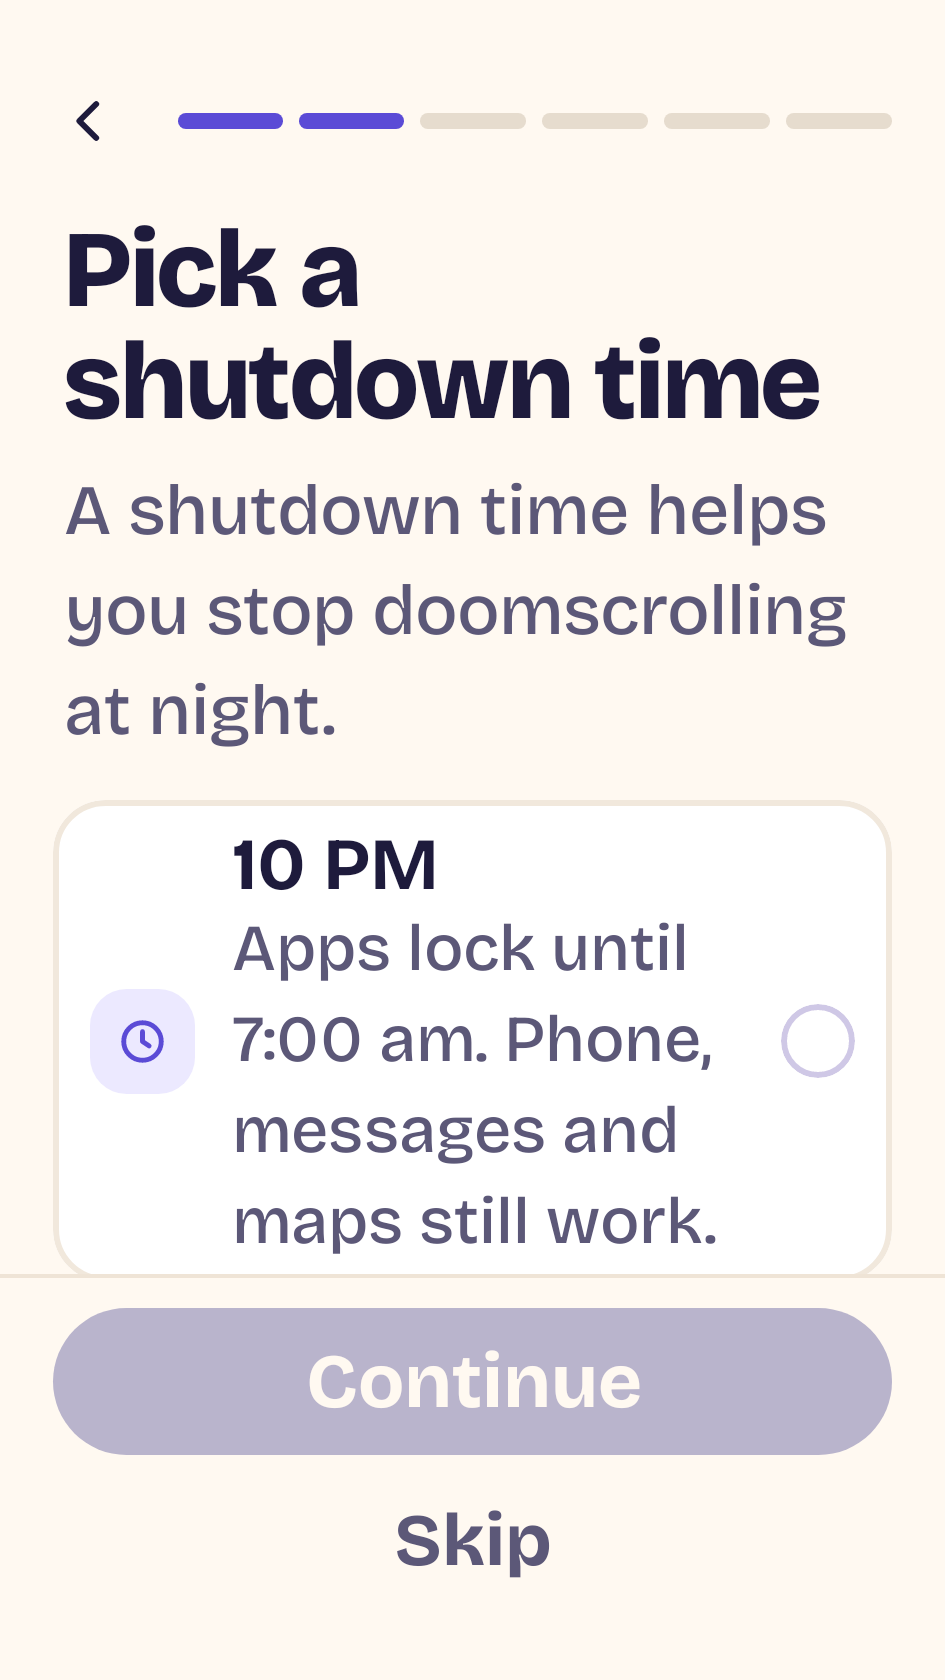 Pick a
shutdown time
A shutdown time helps
you stop doomscrolling
at night.
10 PM
Apps lock until
7:00 am. Phone,
messages and
maps still work.
Continue
Skip